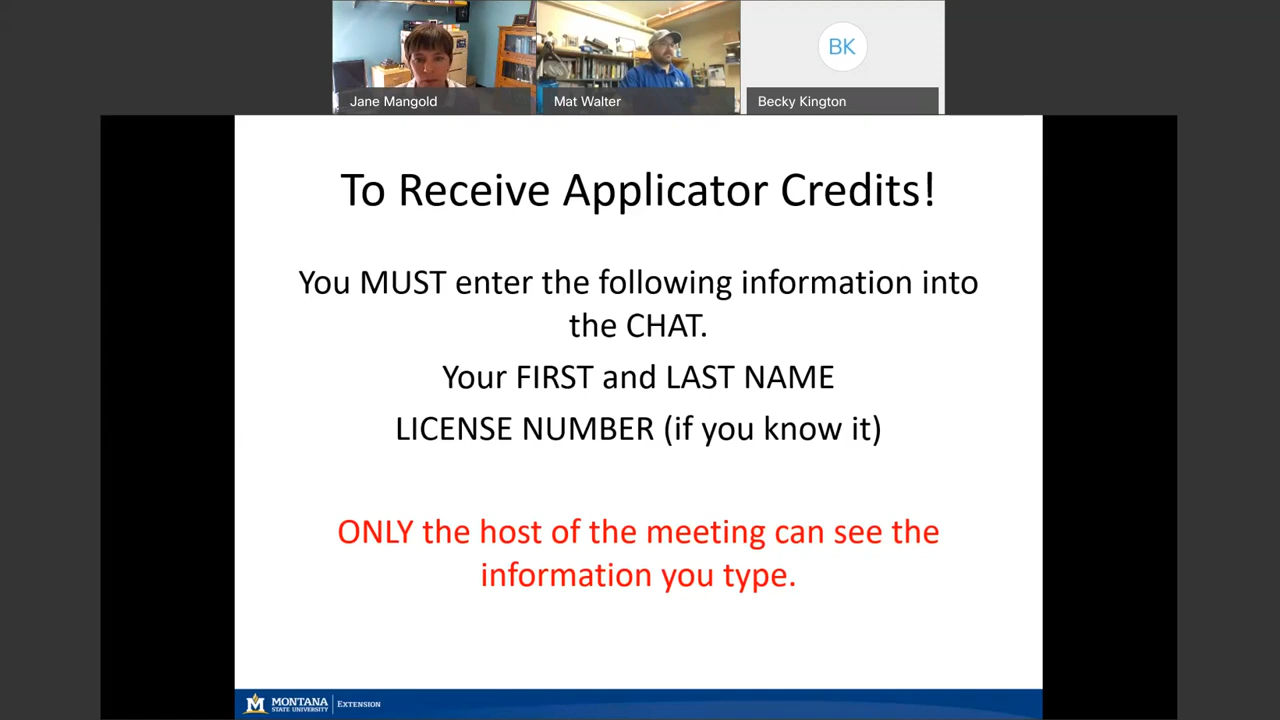 BK
Jane Mangold
Mat Walter
Becky Kington
To Receive Applicator Credits!
You MUST enter the following information into
the CHAT.
Your FIRST and LAST NAME
LICENSE NUMBER (if you know it)
ONLY the host of the meeting can see the
information you type.
M MONTANA
STATE UNIVERSITY
EXTENSION